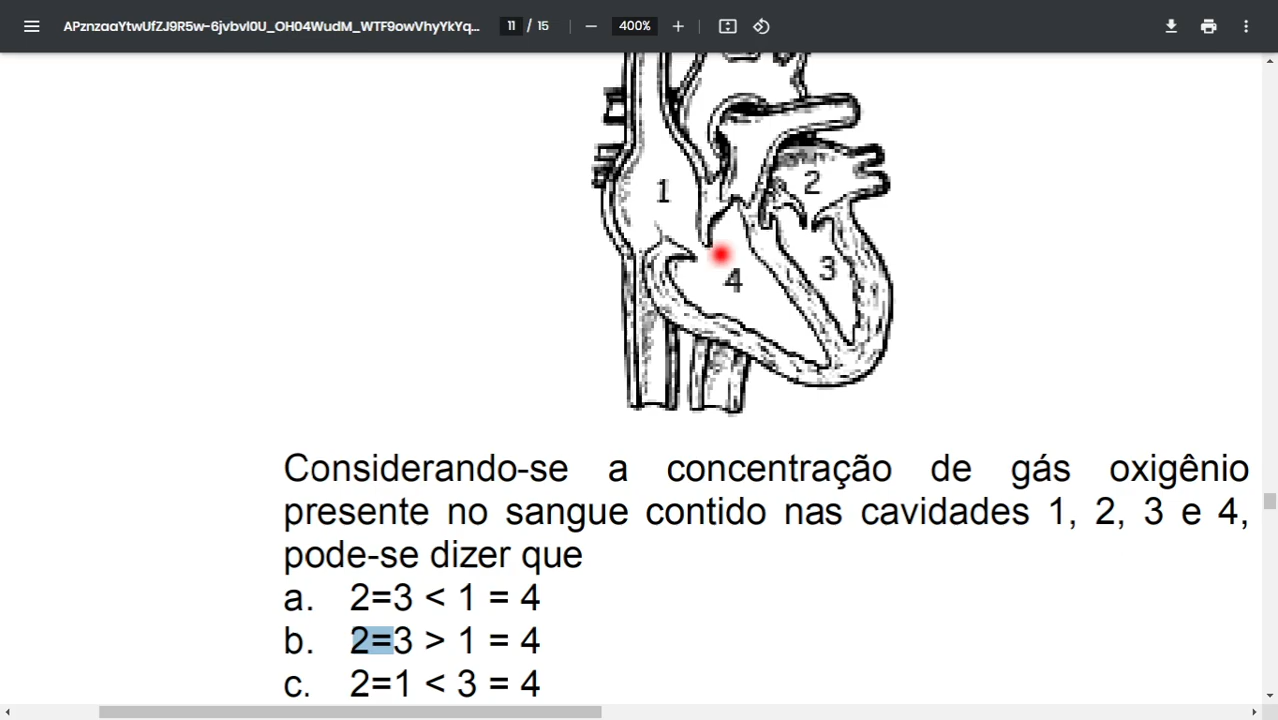 APznzaaYtwUfZJ9R5w-6jvbvl0U_OH04WudM_WTF9owVhyYkYq... 11 / 15 400%
1
2
3
4
Considerando-se a concentração de gás oxigênio
presente no sangue contido nas cavidades 1, 2, 3 e 4,
pode-se dizer que
a. 2=3 < 1 = 4
b. 2=3 > 1 = 4
c. 2=1 < 3 = 4